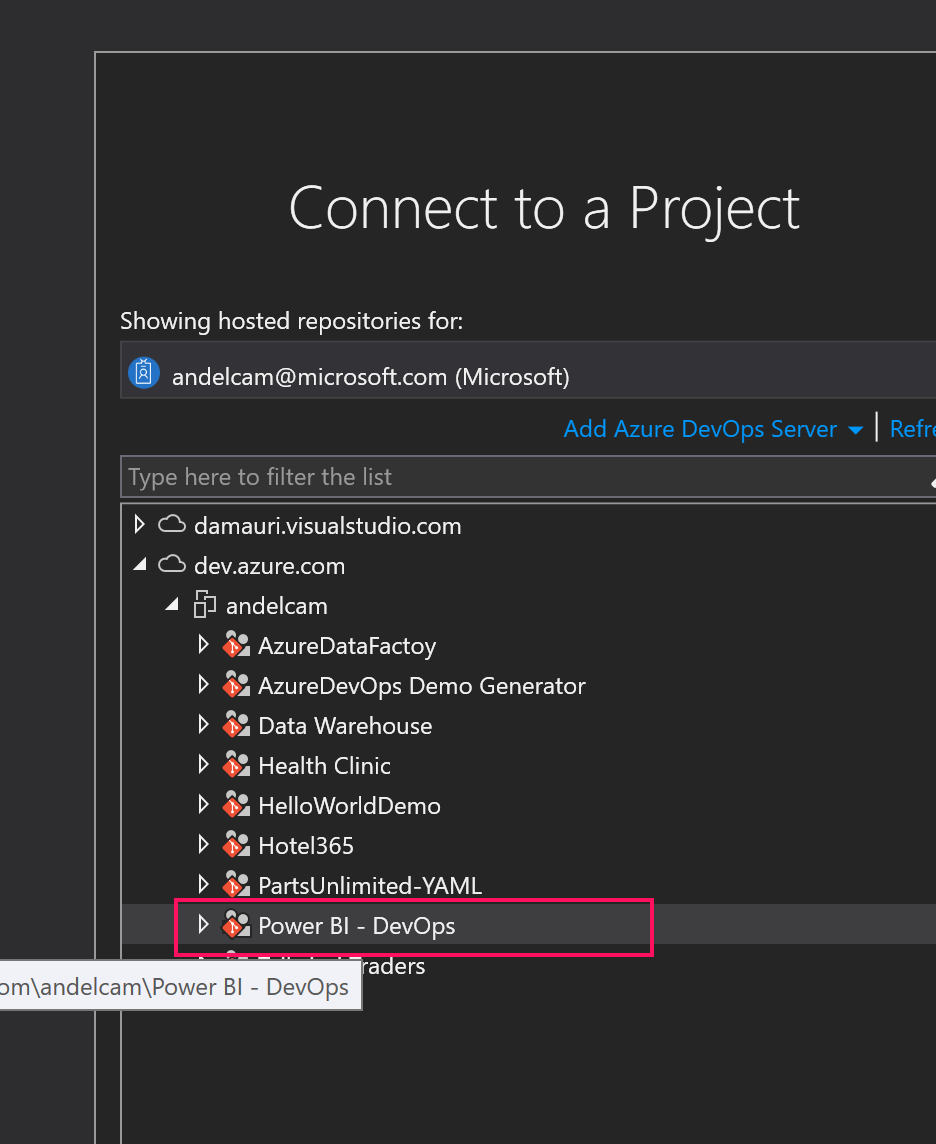 Connect to a Project
Showing hosted repositories for:
andelcam@microsoft.com (Microsoft)
Add Azure DevOps Server
Refre
Type here to filter the list
damauri.visualstudio.com
dev.azure.com
andelcam
AzureDataFactoy
AzureDevOps Demo Generator
Data Warehouse
Health Clinic
HelloWorldDemo
Hotel365
PartsUnlimited-YAML
Power BI - DevOps
raders
om\andelcam\Power BI - DevOps